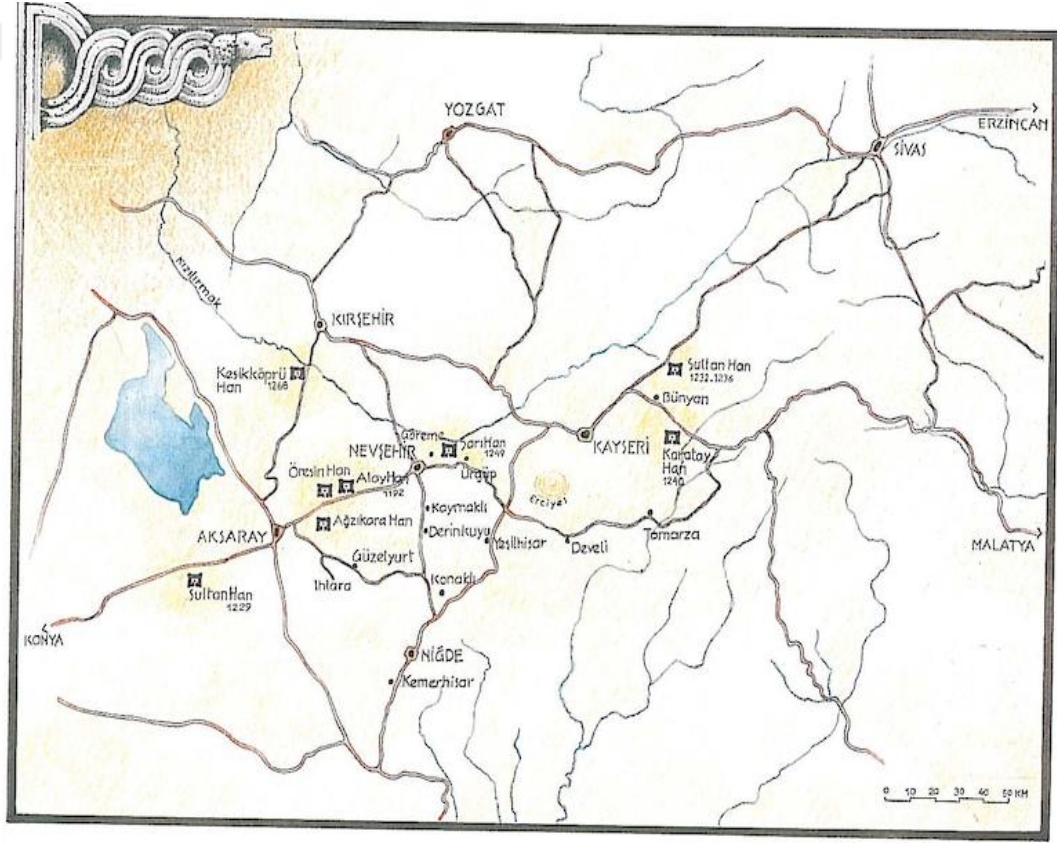 YOZGAT
ERZİNCAN
SİVAS
Kızılırmak
KIRŞEHİR
Kesikköprü
Han 1268
Sultan Han
1232-1236
Bünyan
KAYSERİ
Karatay
Han
1240
Göreme
Sarıhan
1249
NEVŞEHİR
Ürgüp
Öresin Han
Alay Han
1192
Erciyes
Kaymaklı
AKSARAY
Ağzıkara Han
Derinkuyu
Yeşilhisar
Develi
Tomarza
MALATYA
Güzelyurt
Ihlara
Sultan Han
1229
Konaklı
KONYA
NİĞDE
Kemerhisar
0 10 20 30 40 50 KM